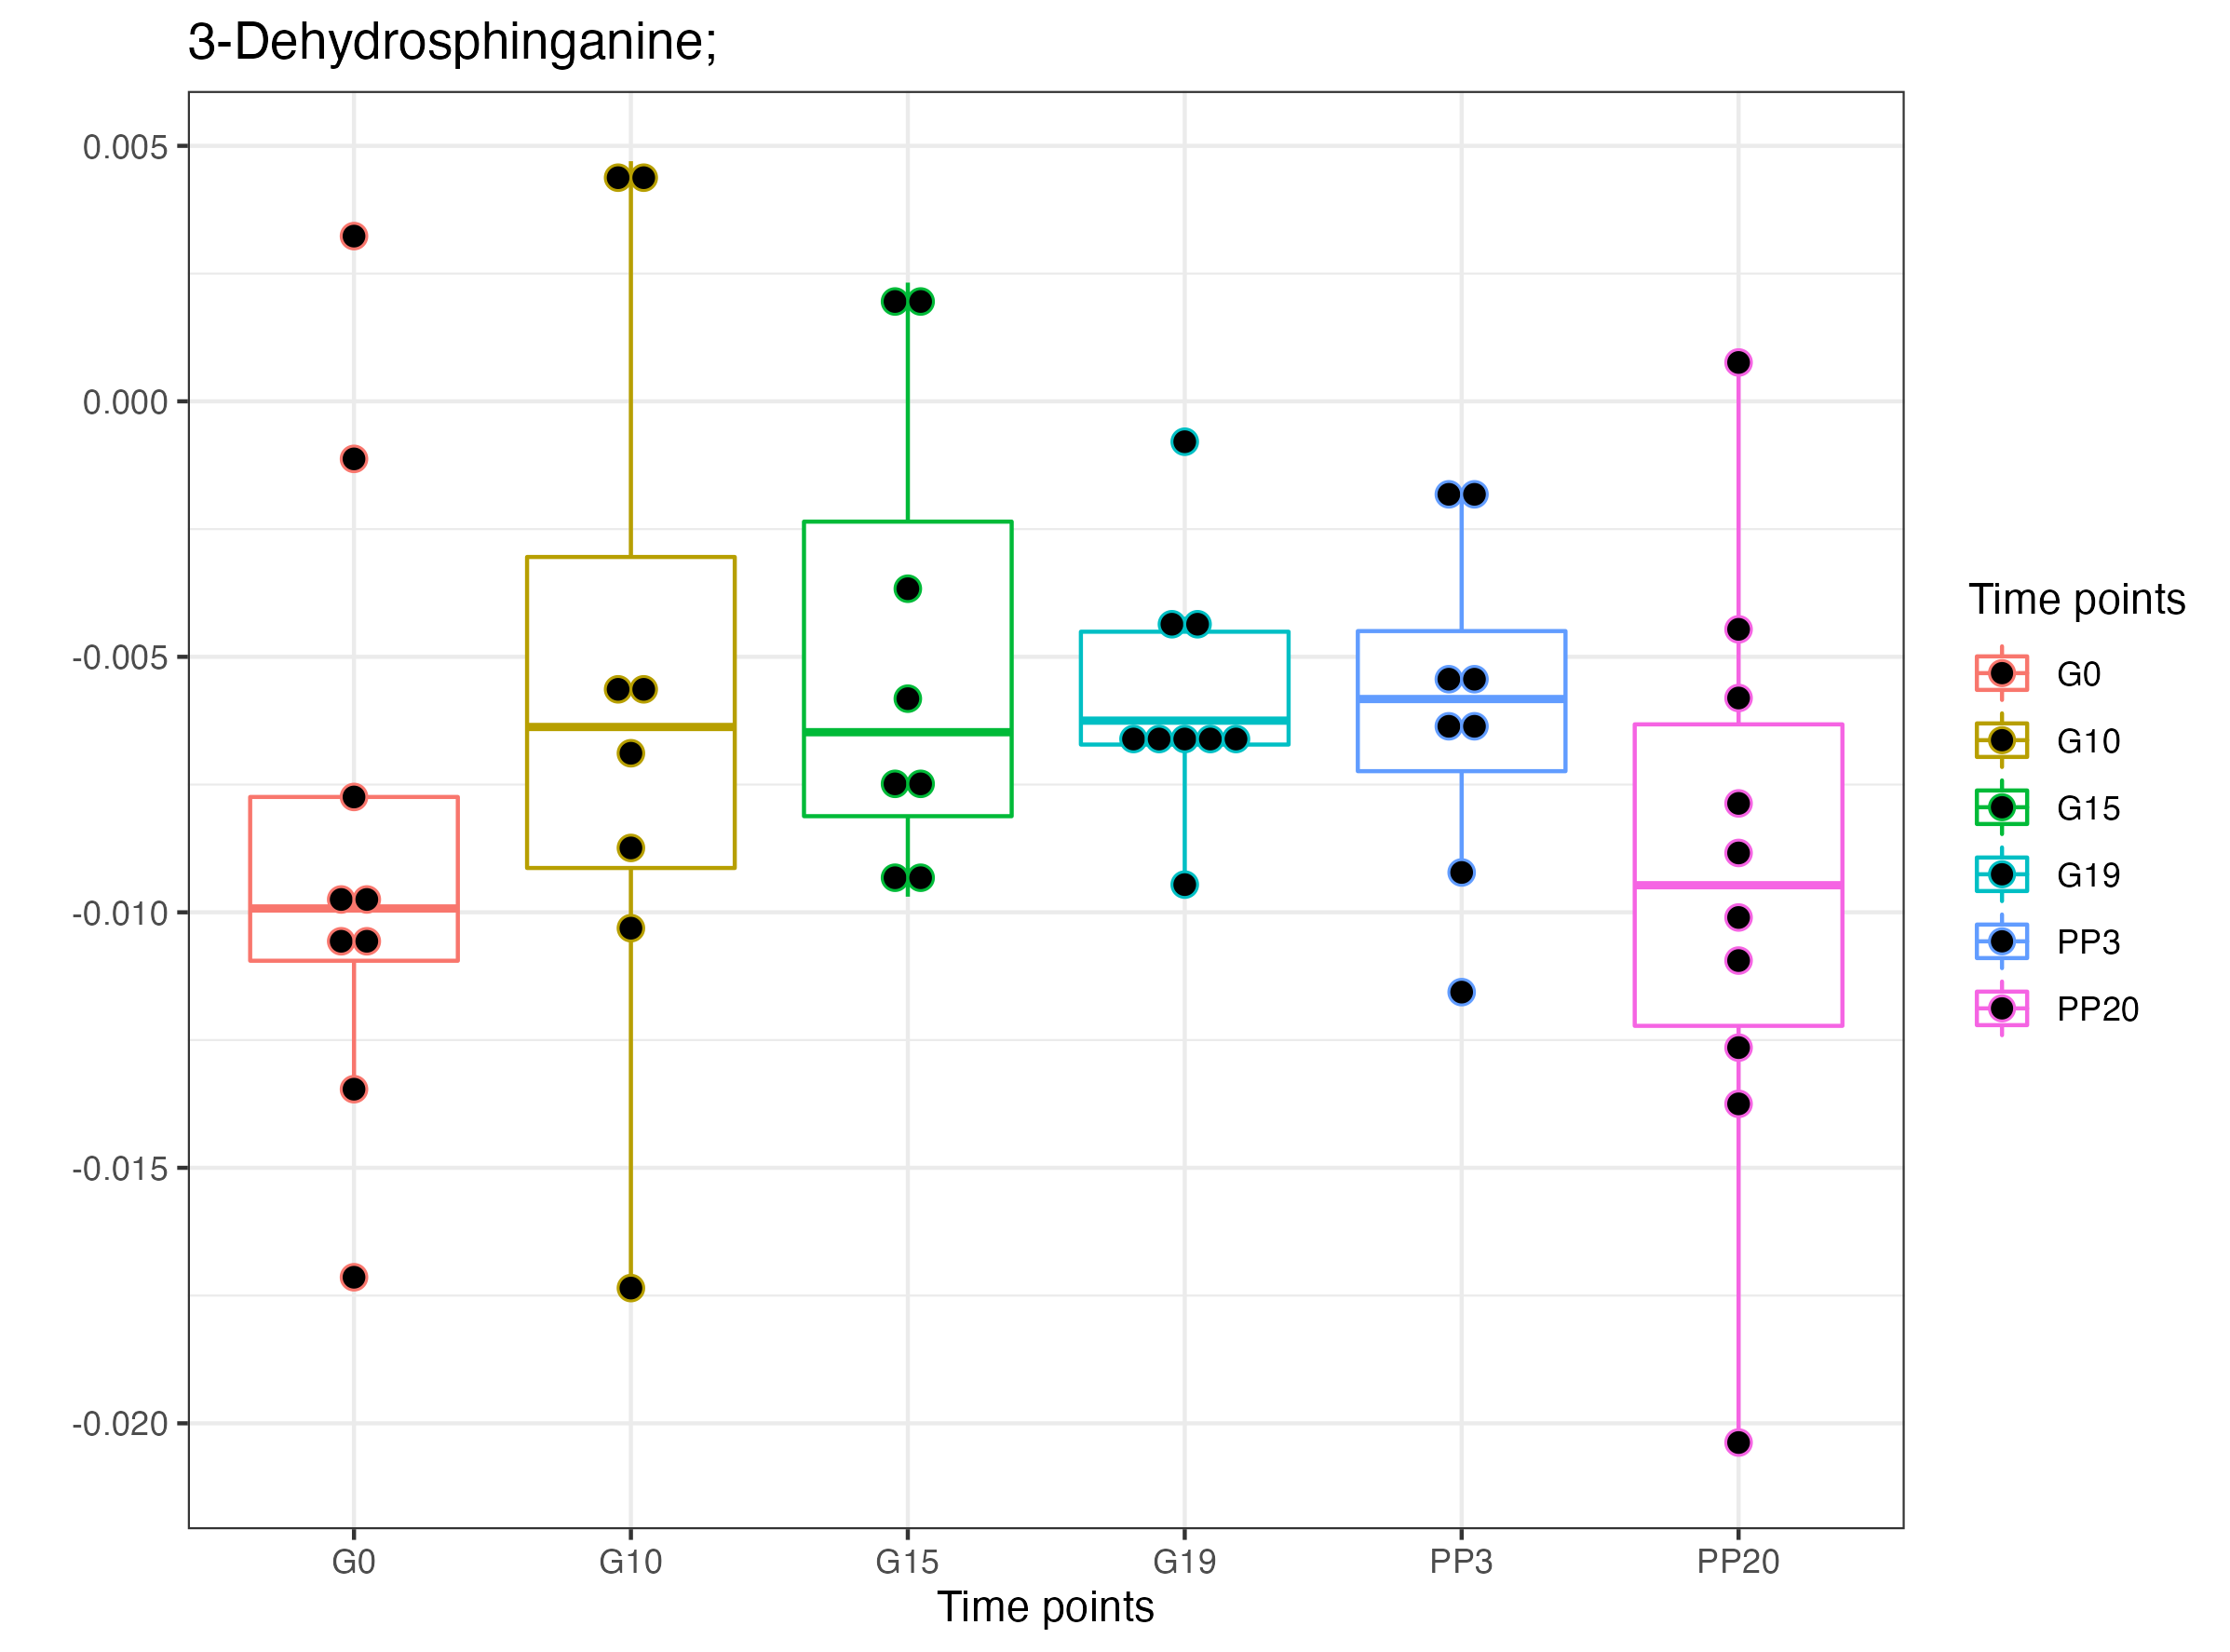 3-Dehydrosphinganine;
0.005
0.000
-0.005
-0.010
-0.015
-0.020
G0 G10 G15 G19 PP3 PP20
Time points
Time points
G0
G10
G15
G19
PP3
PP20